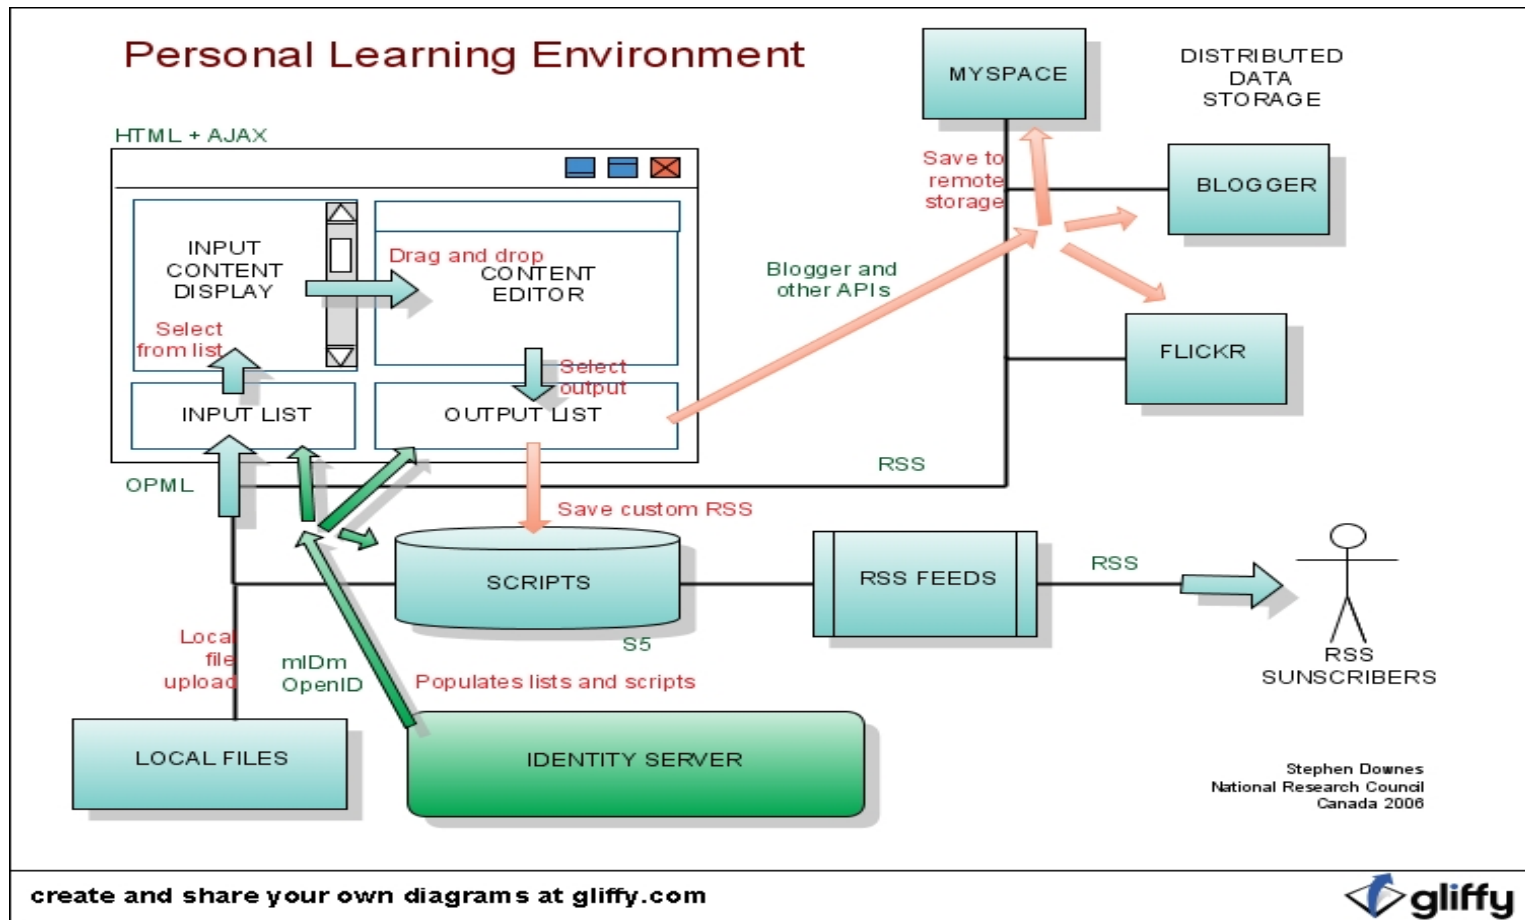 Personal Learning Environment
MYSPACE
DISTRIBUTED
DATA
STORAGE
HTML + AJAX
Save to
remote
storage
BLOGGER
INPUT
CONTENT
DISPLAY
Drag and drop
CONTENT
EDITOR
Blogger and
other APIs
Select
from list
Select
output
FLICKR
INPUT LIST
OUTPUT LIST
RSS
OPML
Save custom RSS
SCRIPTS
RSS FEEDS
RSS
S5
Local
file
upload
mIDm
OpenID
Populates lists and scripts
RSS
SUNSCRIBERS
LOCAL FILES
IDENTITY SERVER
Stephen Downes
National Research Council
Canada 2006
create and share your own diagrams at gliffy.com
gliffy